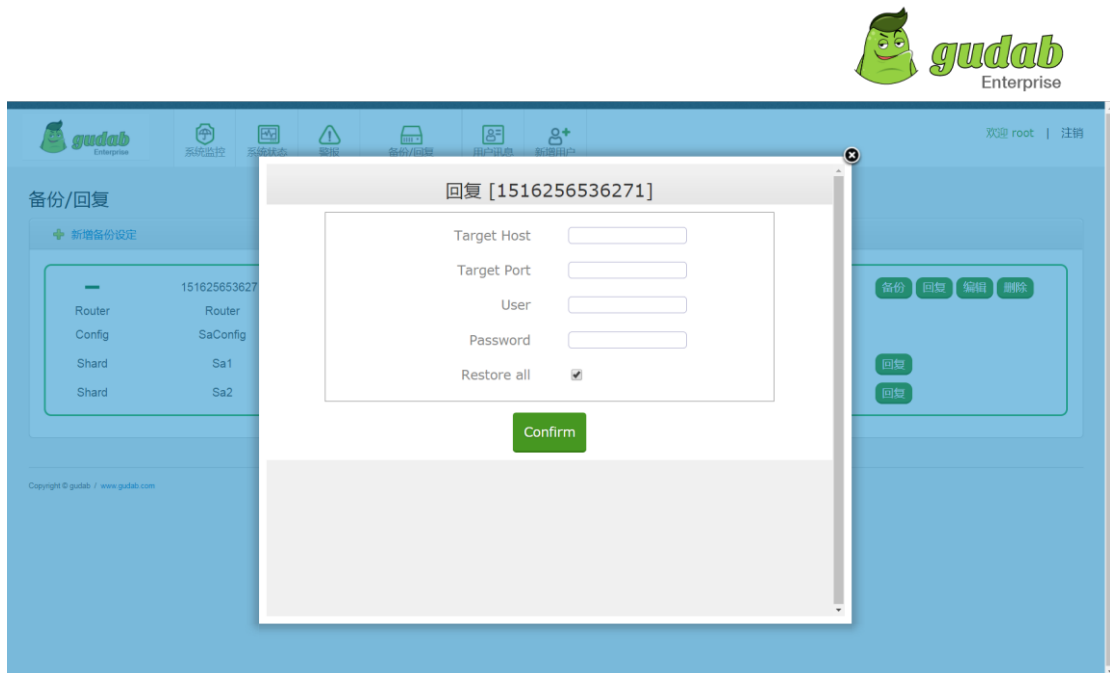 gudab
Enterprise
gudab
Enterprise
系统监控
系统状态
警报
备份/回复
用户讯息
新增用户
欢迎 root | 注销
备份/回复
新增备份设定
151625653627
备份 回复 编辑 删除
Router Router
Config SaConfig
Shard Sa1 回复
Shard Sa2 回复
回复 [1516256536271]
Target Host
Target Port
User
Password
Restore all
Confirm
Copyright © gudab / www.gudab.com